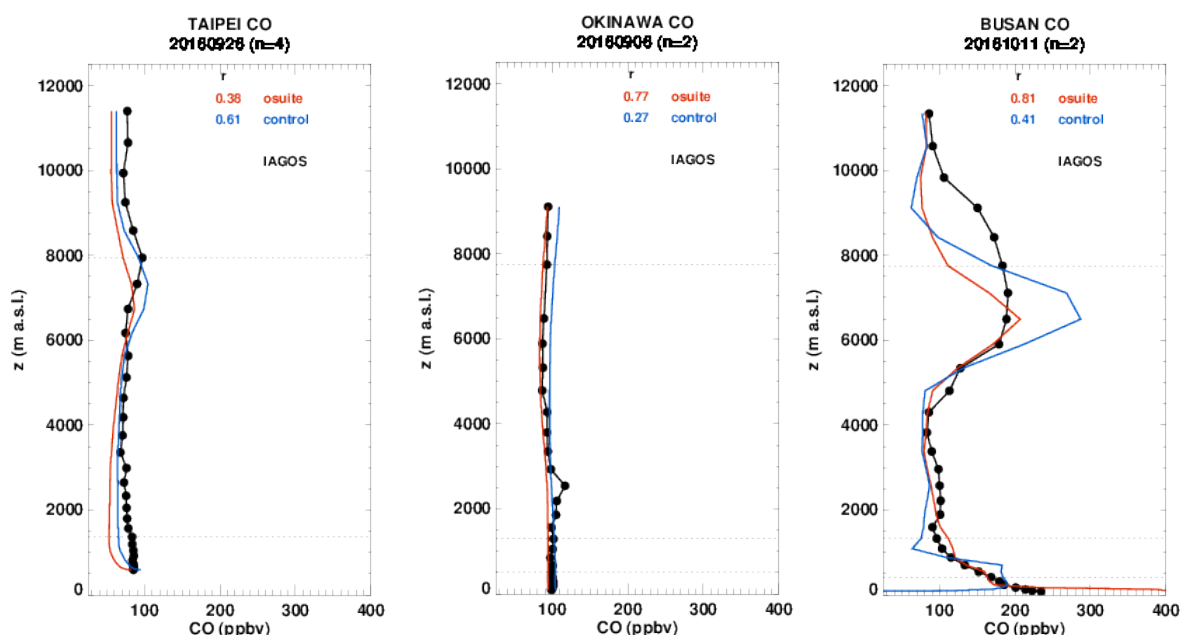 TAIPEI CO
20160926 (n=4)
12000
10000
8000
6000
4000
2000
0
z (m a.s.l.)
r
0.38 osuite
0.61 control
IAGOS
100 200 300 400
CO (ppbv)
OKINAWA CO
20160906 (n=2)
12000
10000
8000
6000
4000
2000
0
z (m a.s.l.)
r
0.77 osuite
0.27 control
IAGOS
100 200 300 400
CO (ppbv)
BUSAN CO
20161011 (n=2)
12000
10000
8000
6000
4000
2000
0
z (m a.s.l.)
r
0.81 osuite
0.41 control
IAGOS
100 200 300 400
CO (ppbv)